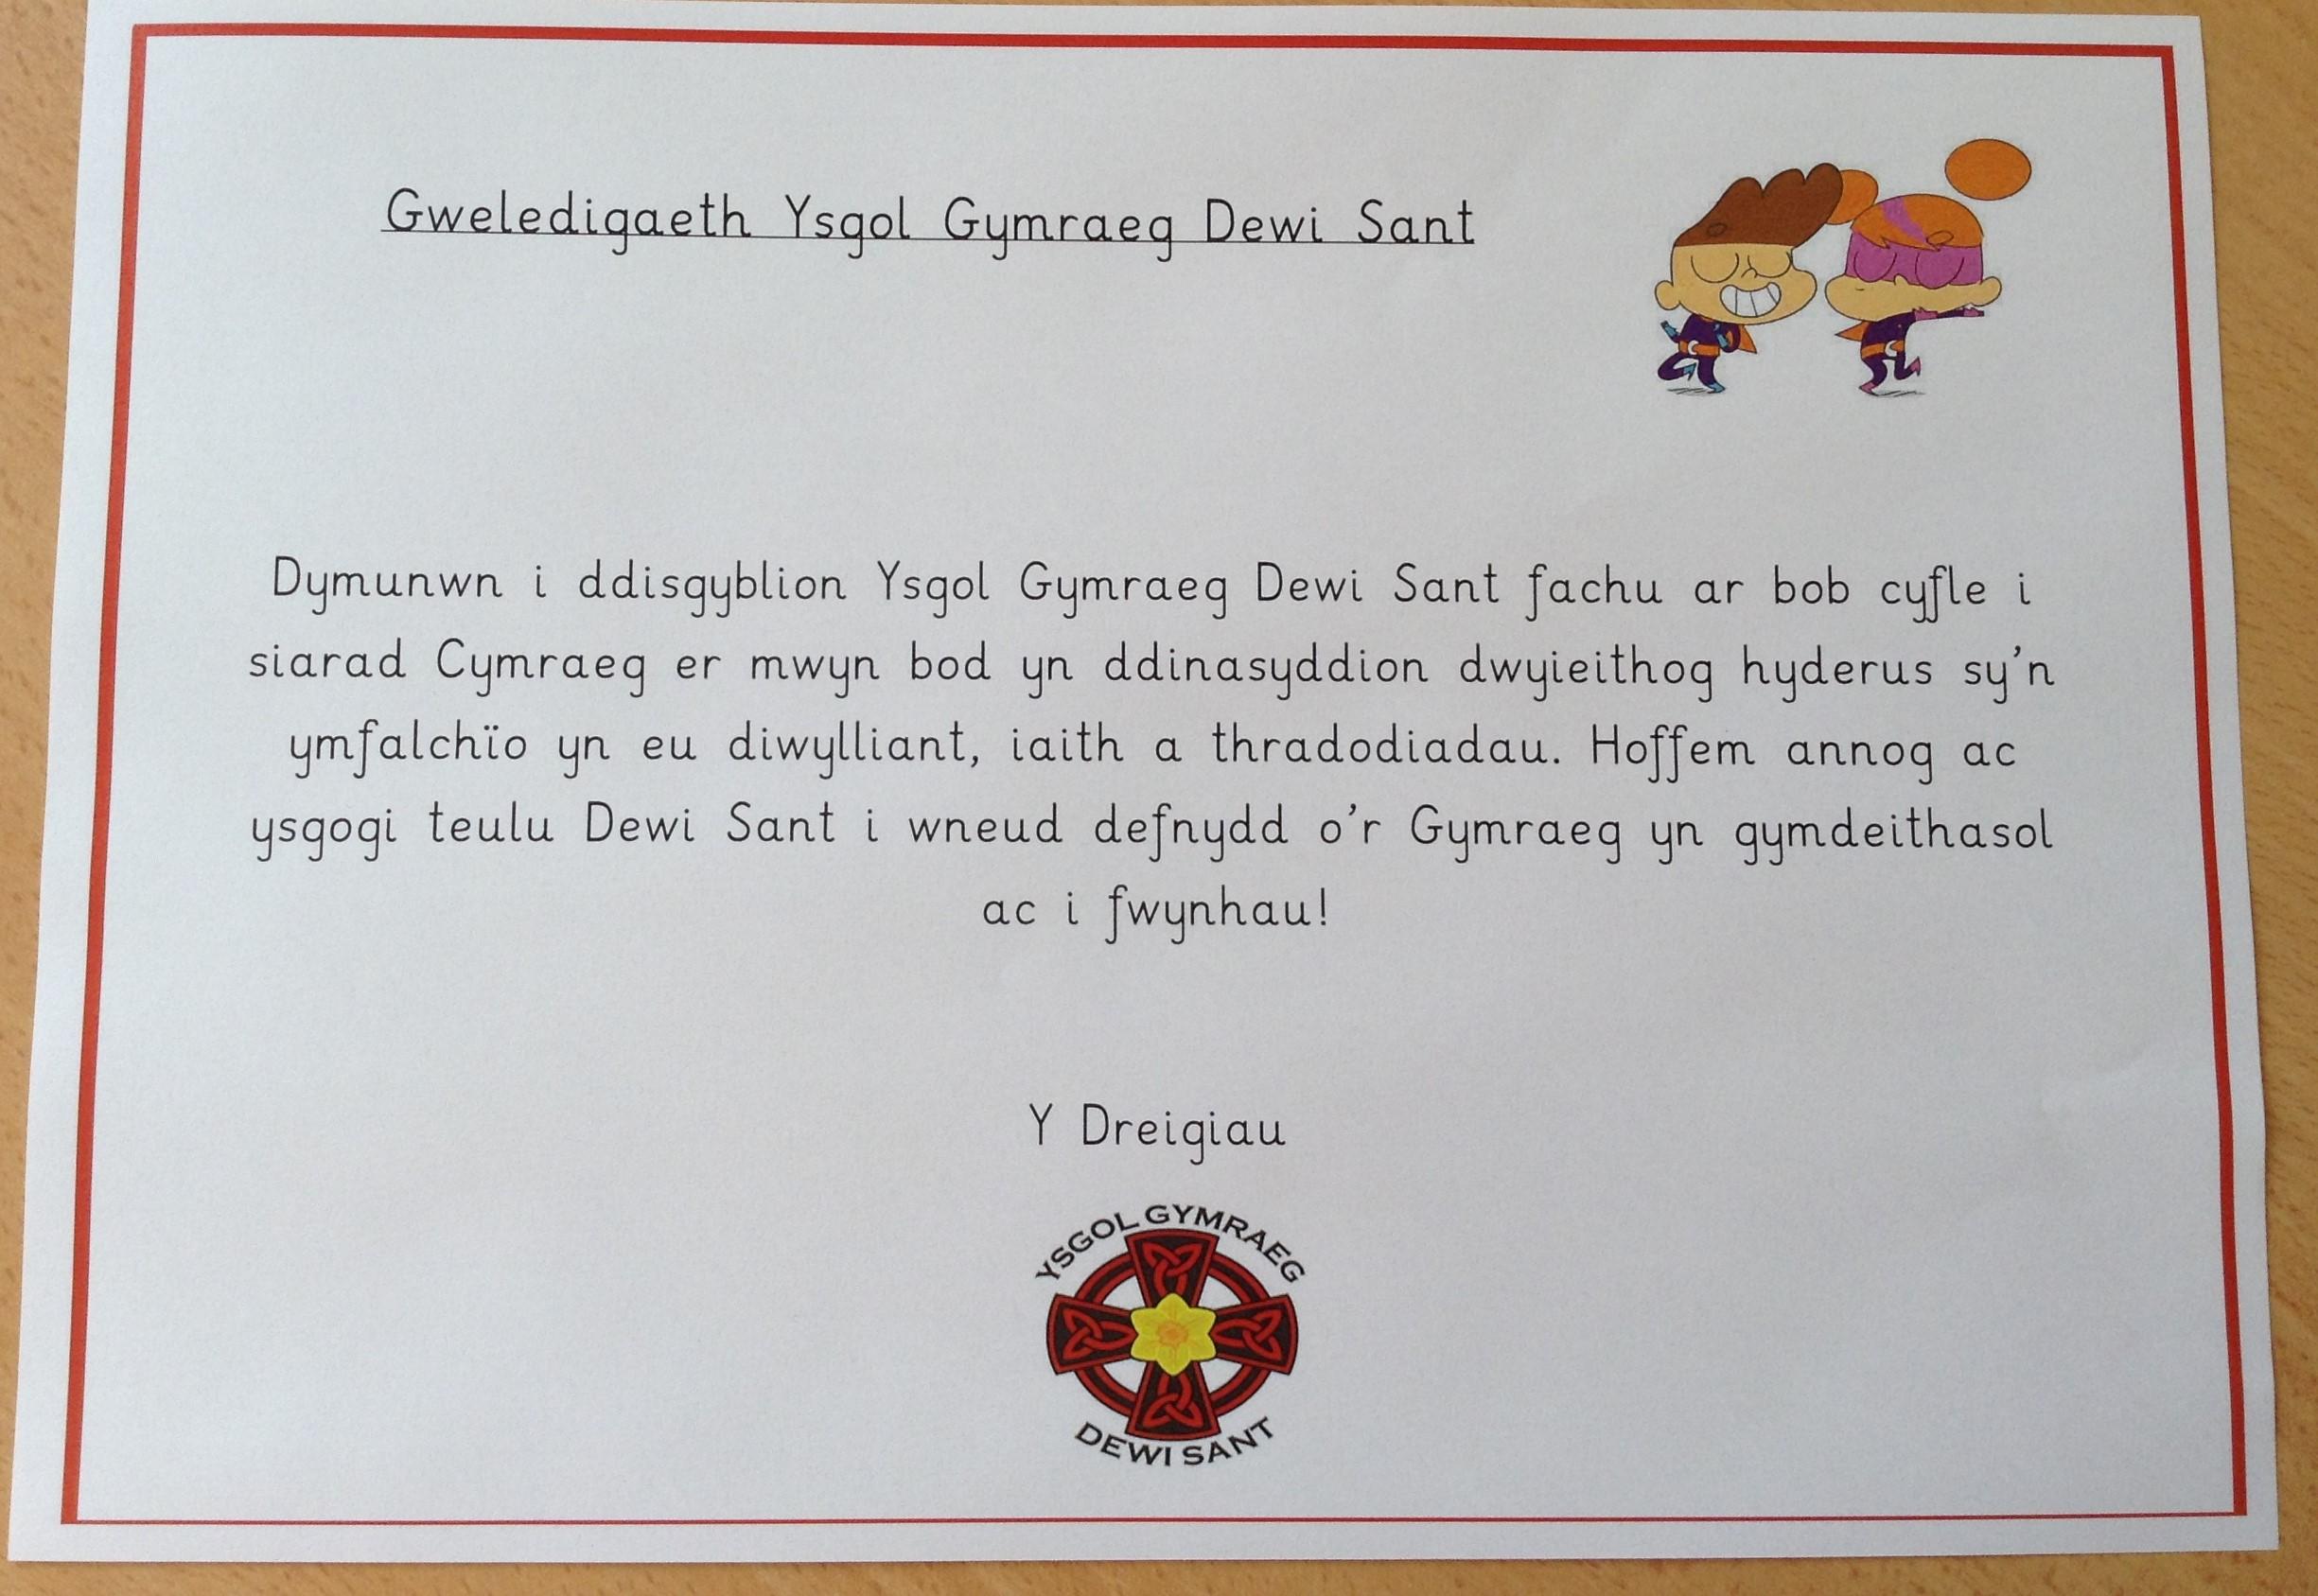 Gweledigaeth Ysgol Gymraeg Dewi Sant
Dymunwn i ddisgyblion Ysgol Gymraeg Dewi Sant fachu ar bob cyfle i
siarad Cymraeg er mwyn bod yn ddinasyddion dwyieithog hyderus sy'n
ymfalchïo yn eu diwylliant, iaith a thradodiadau. Hoffem annog ac
ysgogi teulu Dewi Sant i wneud defnydd o'r Gymraeg yn gymdeithasol
ac i fwynhau!
Y Dreigiau
YSGOL GYMRAEG
DEWI SANT